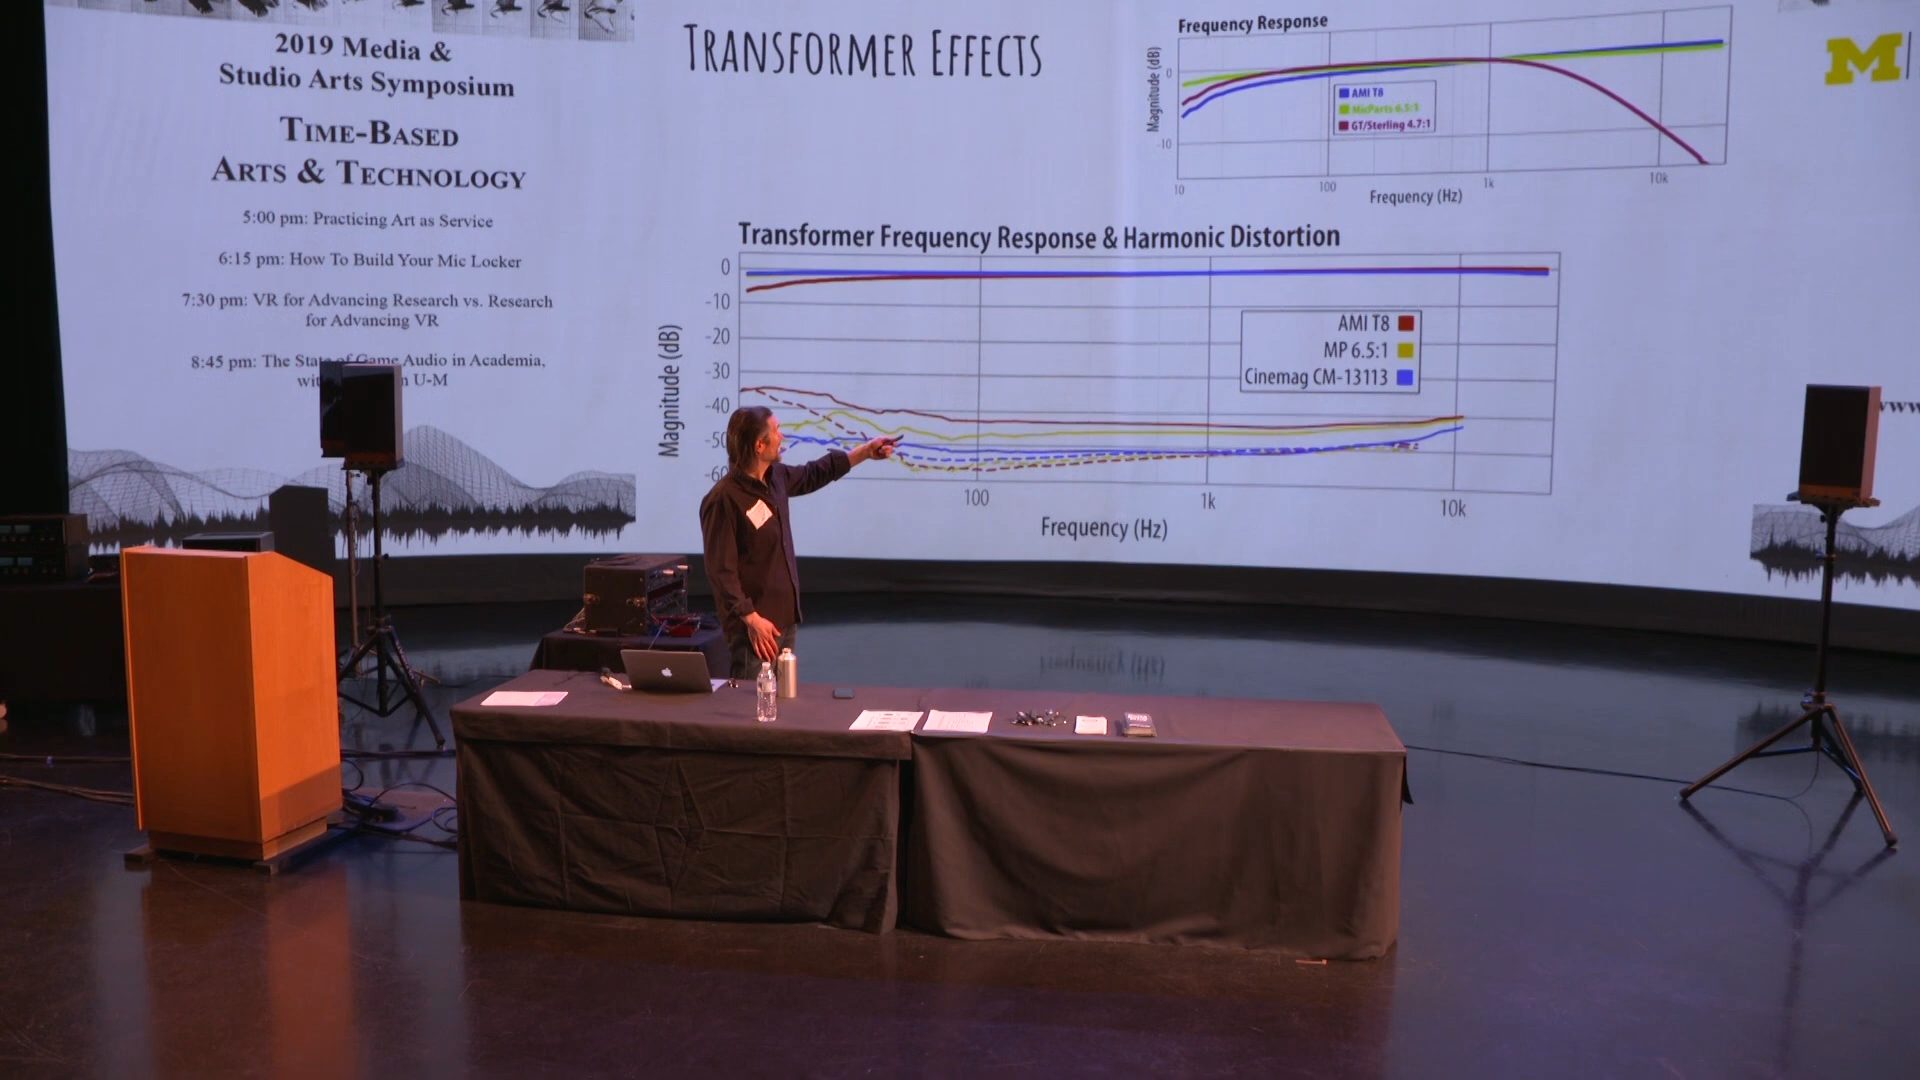 2019 Media &
Studio Arts Symposium
TIME-BASED
ARTS & TECHNOLOGY
5:00 pm: Practicing Art as Service
6:15 pm: How To Build Your Mic Locker
7:30 pm: VR for Advancing Research vs. Research
for Advancing VR
8:45 pm: The State of Game Audio in Academia,
U-M
TRANSFORMER EFFECTS
Frequency Response
Magnitude (dB)
0
-10
AMI T8
MicParts 6.5:1
GT/Sterling 4.7:1
10
100
1k
10k
Frequency (Hz)
Transformer Frequency Response & Harmonic Distortion
Magnitude (dB)
0
-10
-20
-30
-40
-50
-60
AMI T8
MP 6.5:1
Cinemag CM-13113
100
1k
10k
Frequency (Hz)
M
www